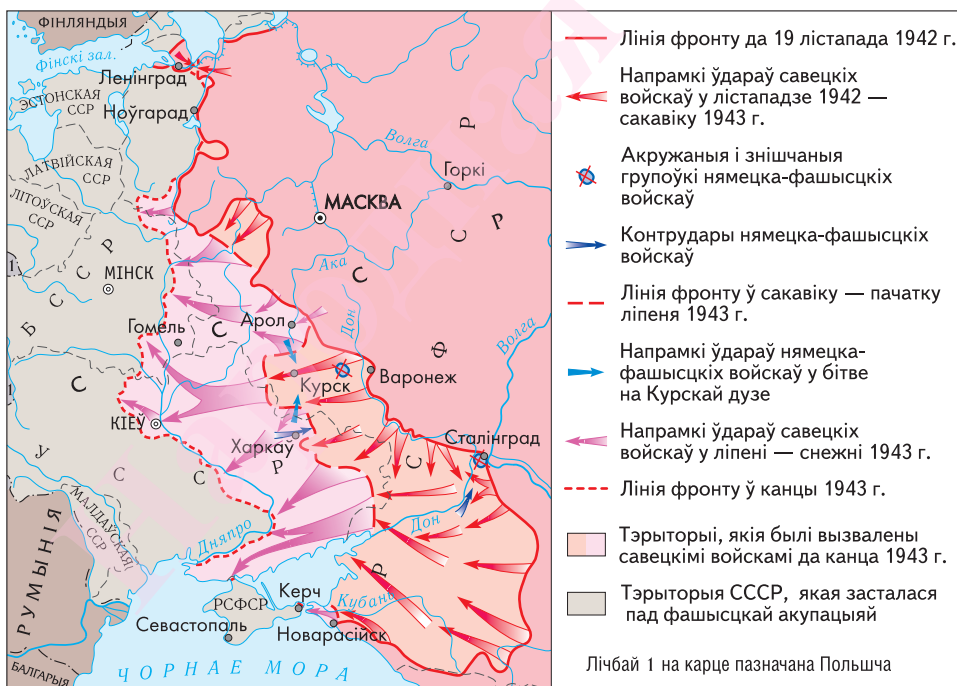 ФІНЛЯНДЫЯ
Фінскі зал.
Ленінград
ЭСТОНСКАЯ
ССР
Ноўгарад
ЛАТВІЙСКАЯ
ССР
ЛІТОЎСКАЯ
ССР
Волга
Горкі
МАСКВА
1
МІНСК
Б С С Р
Ака
Дон
Волга
Гомель
Арол
С С С Р
Р С Ф С Р
Курск
Варонеж
1
КІЕЎ
Харкаў
Сталінград
У С С Р
МАЛДАЎСКАЯ
ССР
Дняпро
Дон
РУМЫНІЯ
РСФСР
Керч
Кубань
Севастопаль
Новарасійск
БАЛГАРЫЯ
ЧОРНАЕ МОРА
Лінія фронту да 19 лістапада 1942 г.
Напрамкі ўдараў савецкіх
войскаў у лістападзе 1942 —
сакавіку 1943 г.
Акружаныя і знішчаныя
групоўкі нямецка-фашысцкіх
войскаў
Контрудары нямецка-фашысцкіх
войскаў
Лінія фронту ў сакавіку — пачатку
ліпеня 1943 г.
Напрамкі ўдараў нямецка-
фашысцкіх войскаў у бітве
на Курскай дузе
Напрамкі ўдараў савецкіх
войскаў у ліпені — снежні 1943 г.
Лінія фронту ў канцы 1943 г.
Тэрыторыі, якія былі вызвалены
савецкімі войскамі да канца 1943 г.
Тэрыторыя СССР, якая засталася
пад фашысцкай акупацыяй
Лічбай 1 на карце пазначана Польшча